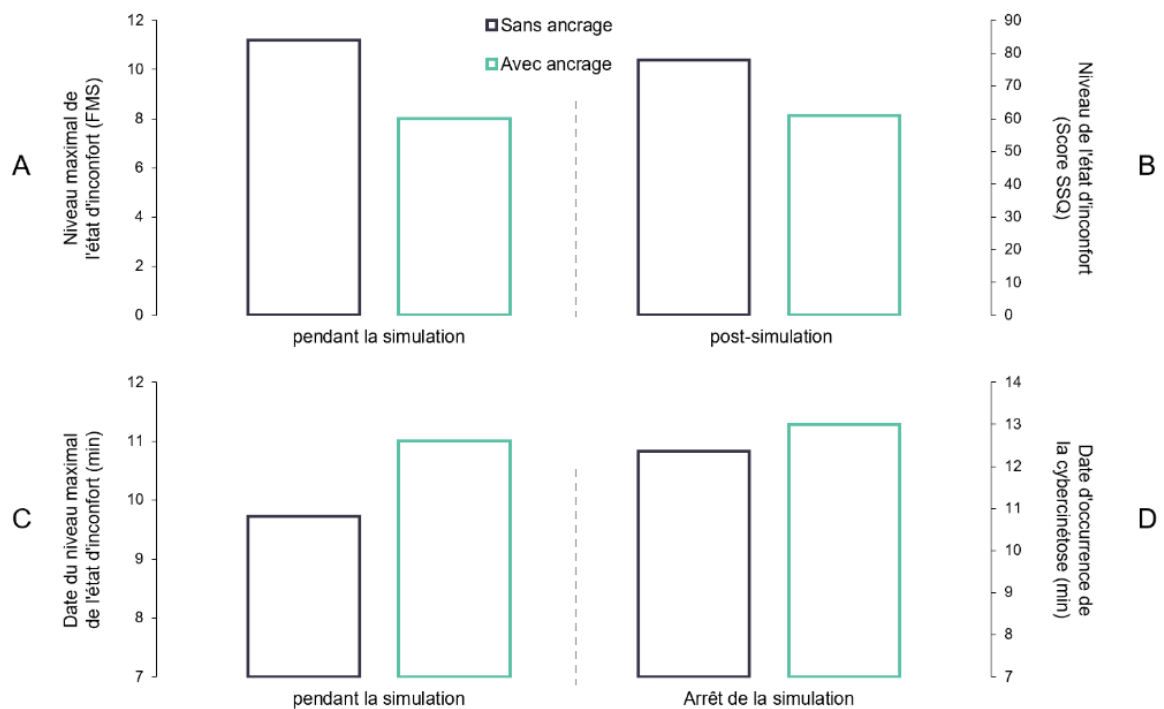 Sans ancrage
Avec ancrage
A
Niveau maximal de
l'état d'inconfort (FMS)
12
10
8
6
4
2
0
pendant la simulation
post-simulation
90
80
70
60
50
40
30
20
10
0
Niveau de l'état d'inconfort
(Score SSQ)
B
C
Date du niveau maximal
de l'état d'inconfort (min)
12
11
10
9
8
7
pendant la simulation
Arrêt de la simulation
14
13
12
11
10
9
8
7
Date d'occurrence de
la cybercinétose (min)
D